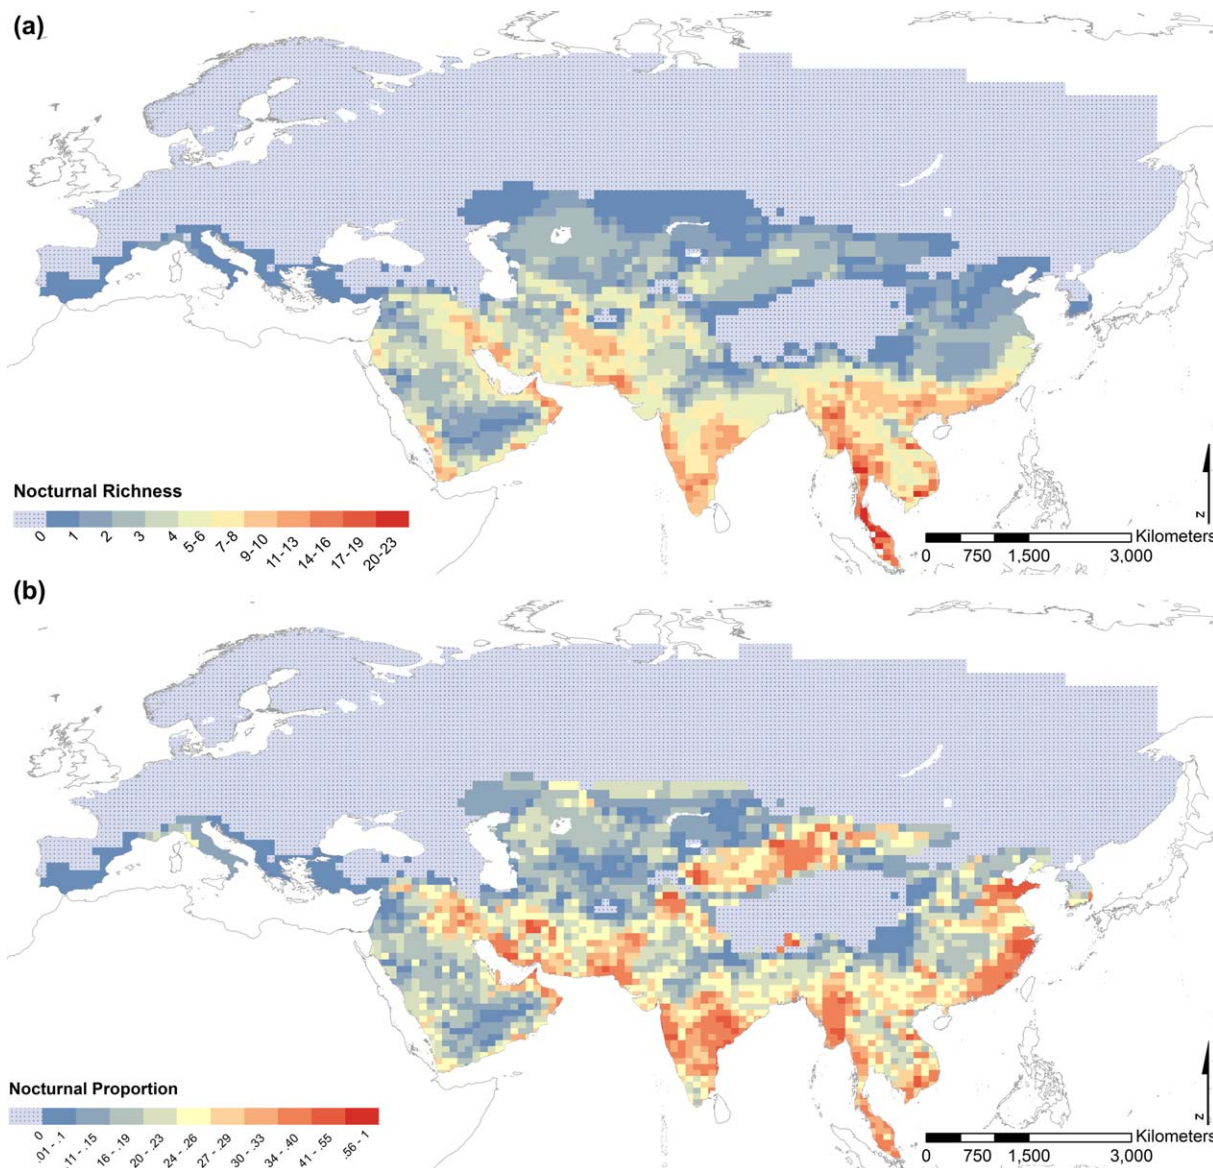 (a)
Nocturnal Richness
0 1 2 3 4 5-6 7-8 9-10 11-13 14-16 17-19 20-23
Z
Kilometers
0 750 1,500 3,000
(b)
Nocturnal Proportion
0 .01 - .1 .11 - .15 16 - .19 20 - .23 24 - .26 27 - .29 30 - .33 .34 - .40 41 - .55 .56 - 1
Z
Kilometers
0 750 1,500 3,000